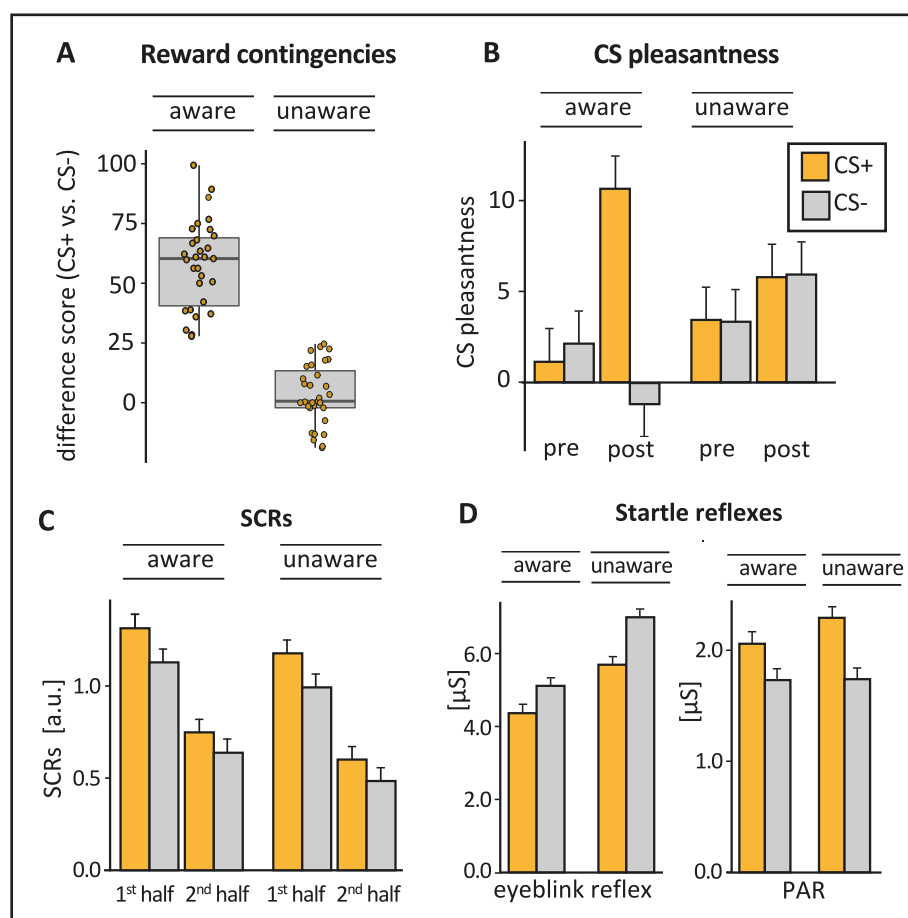 A Reward contingencies
aware unaware
difference score (CS+ vs. CS-)
100
75
50
25
0
B CS pleasantness
aware unaware
CS+
CS-
CS pleasantness
10
5
0
pre post pre post
C SCRs
aware unaware
SCRs [a.u.]
1.0
0.5
0.0
1st half 2nd half 1st half 2nd half
D Startle reflexes
aware unaware
[µS]
6.0
4.0
2.0
0.0
eyeblink reflex
aware unaware
[µS]
2.0
1.0
0.0
PAR